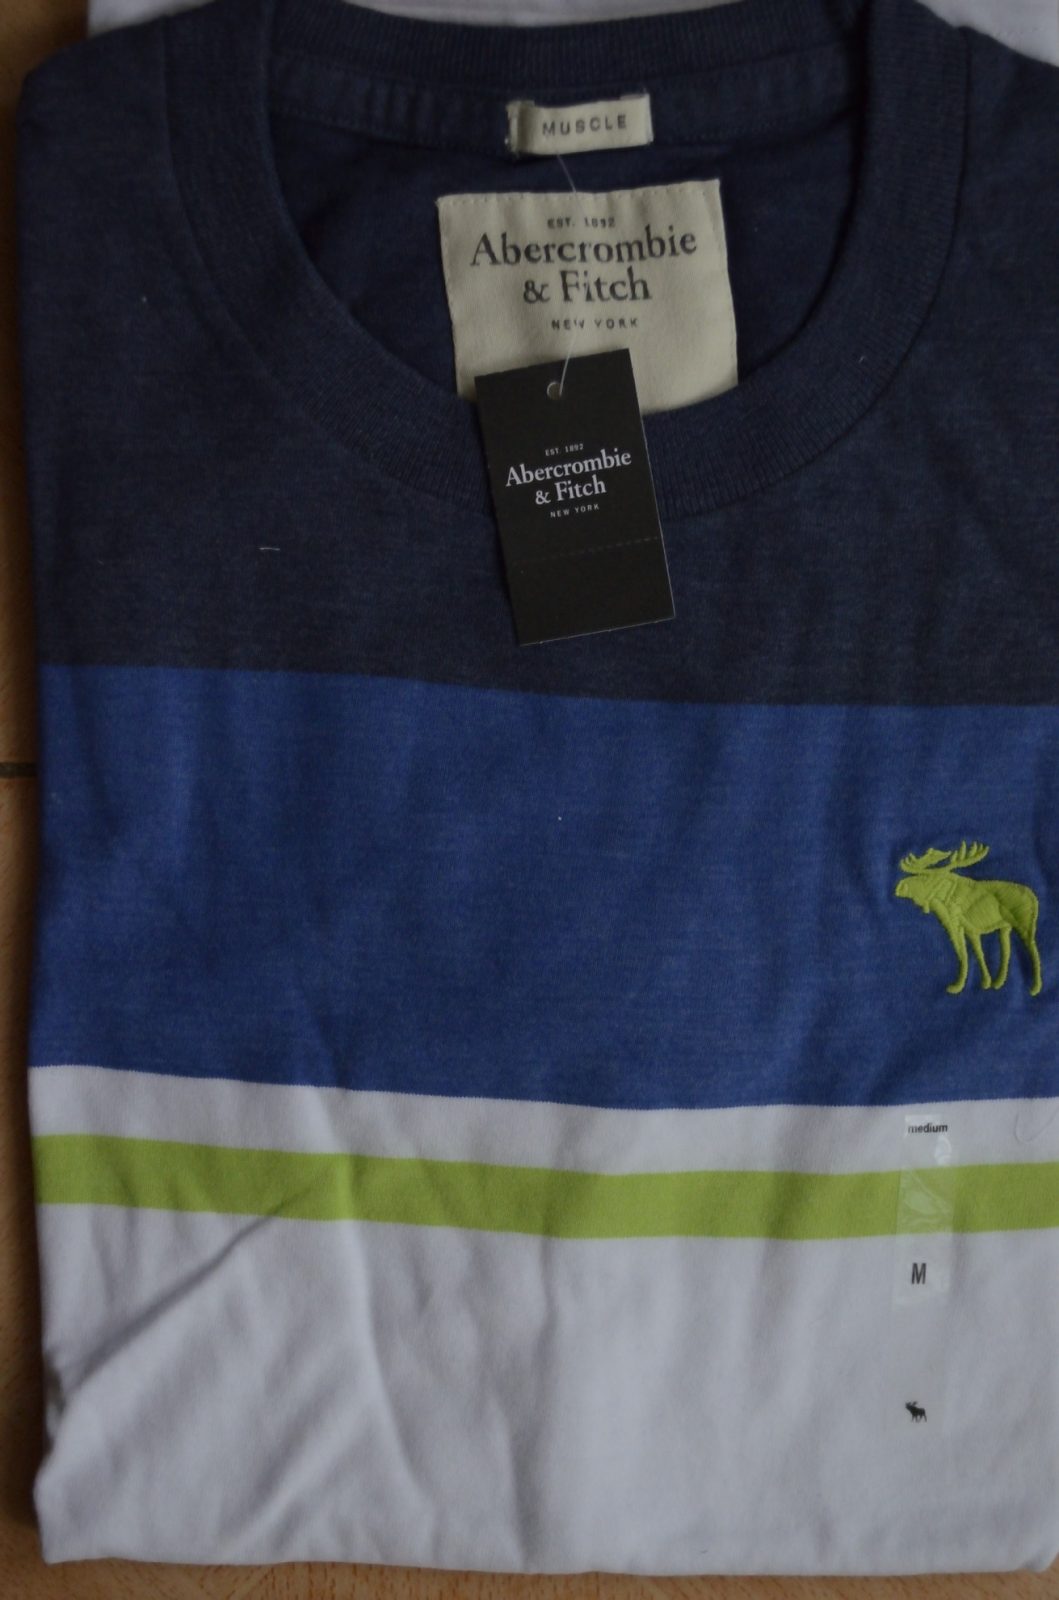 MUSCLE
EST. 1892
Abercrombie
& Fitch
NEW YORK
EST. 1892
Abercrombie
& Fitch
NEW YORK
medium
M